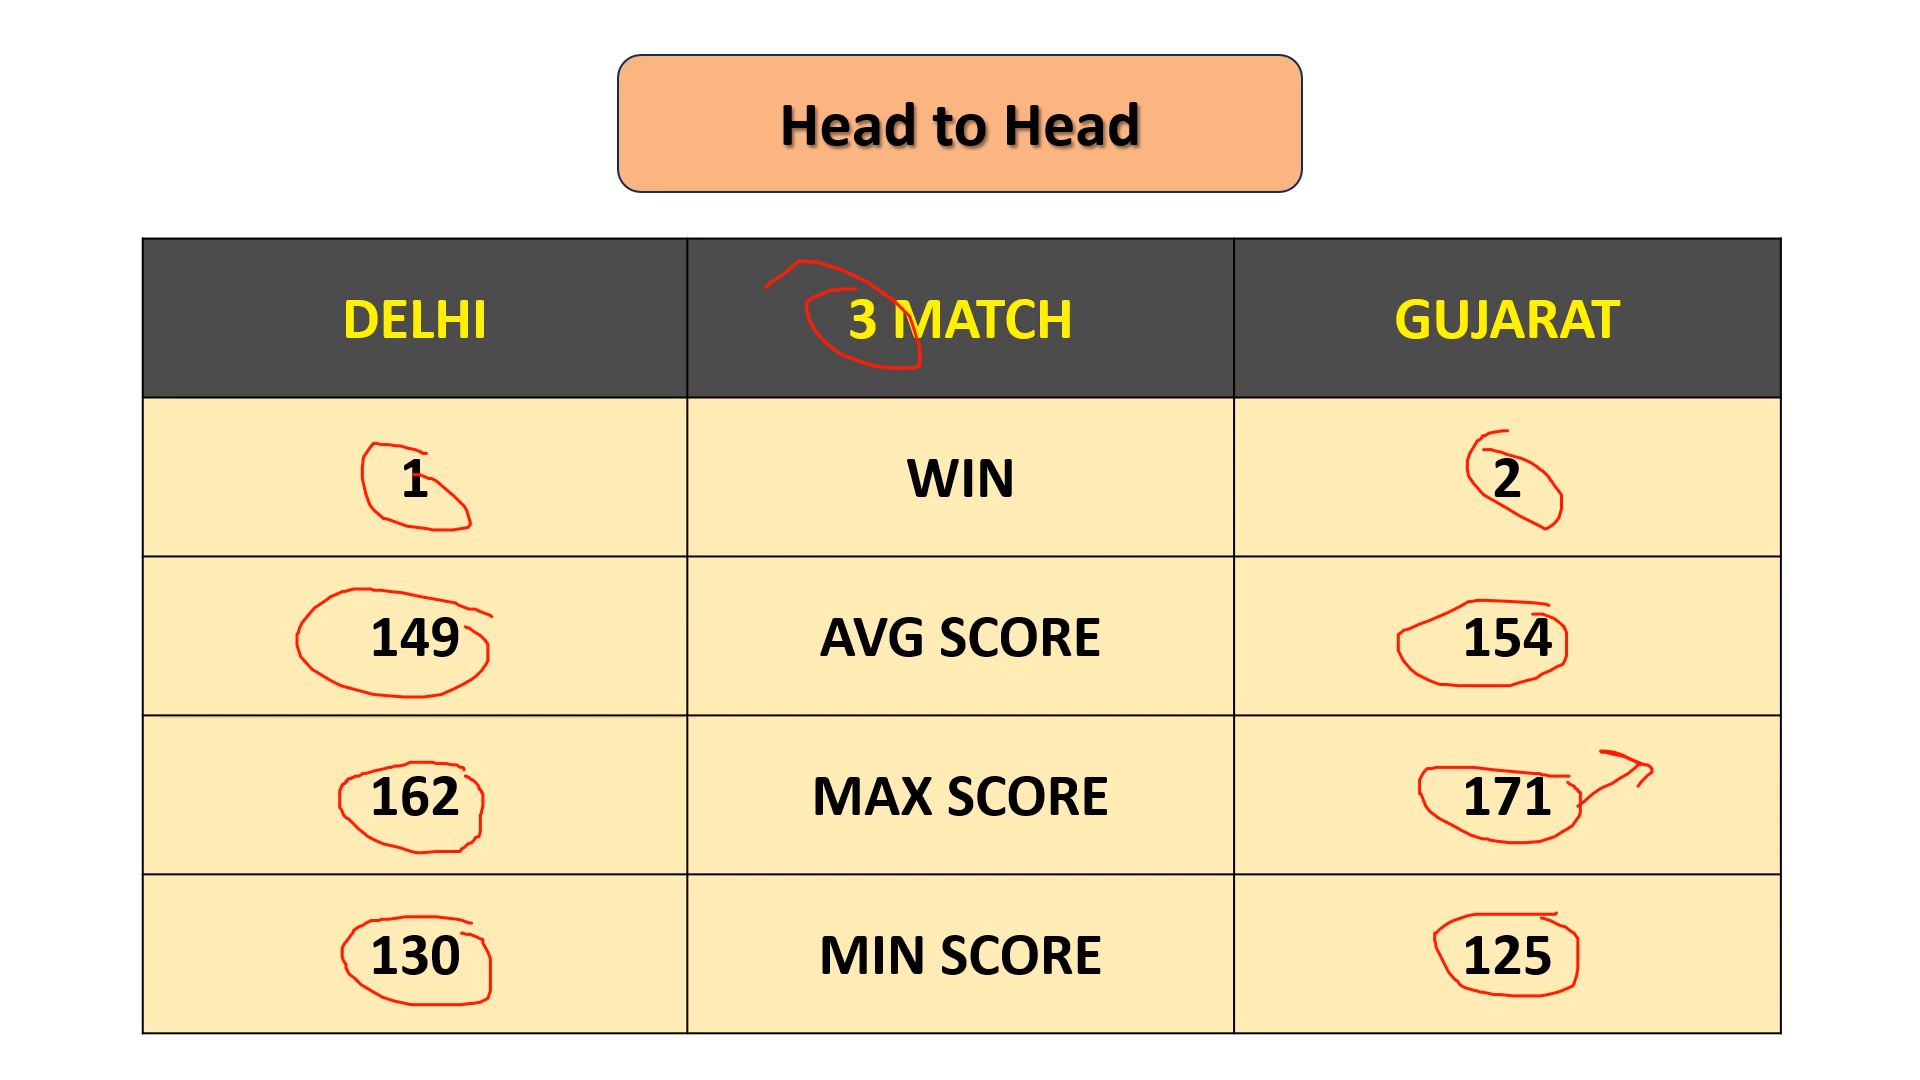 Head to Head
DELHI 3 MATCH GUJARAT
1 WIN 2
149 AVG SCORE 154
162 MAX SCORE 171
130 MIN SCORE 125